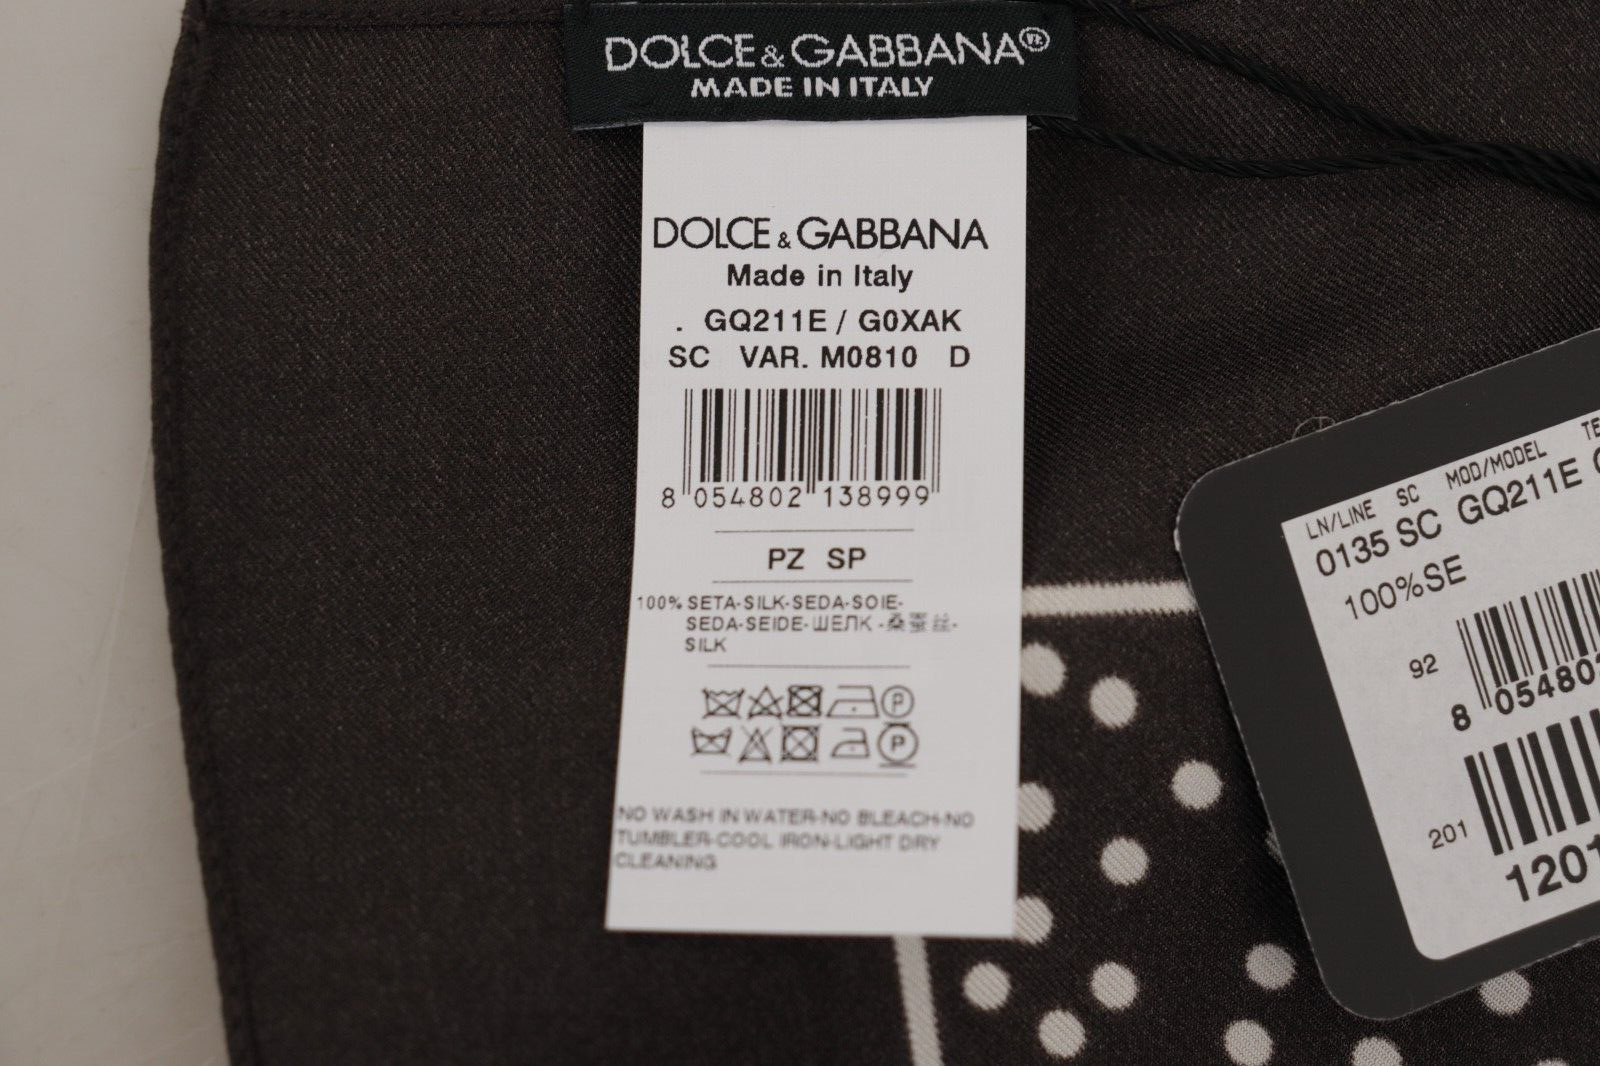 DOLCE&GABBANA®
MADE IN ITALY
DOLCE & GABBANA
Made in Italy
. GQ211E / G0XAK
SC VAR. M0810 D
8 054802 138999
PZ SP
100% SETA-SILK-SEDA-SOIE-
SEDA-SEIDE-ШЕЛК -桑蚕丝-
SILK
P
P
NO WASH IN WATER-NO BLEACH-NO
TUMBLER-COOL IRON-LIGHT DRY
CLEANING
LN/LINE SC MOD/MODEL TE
0135 SC GQ211E
100%SE
92
8 05480
201
1201